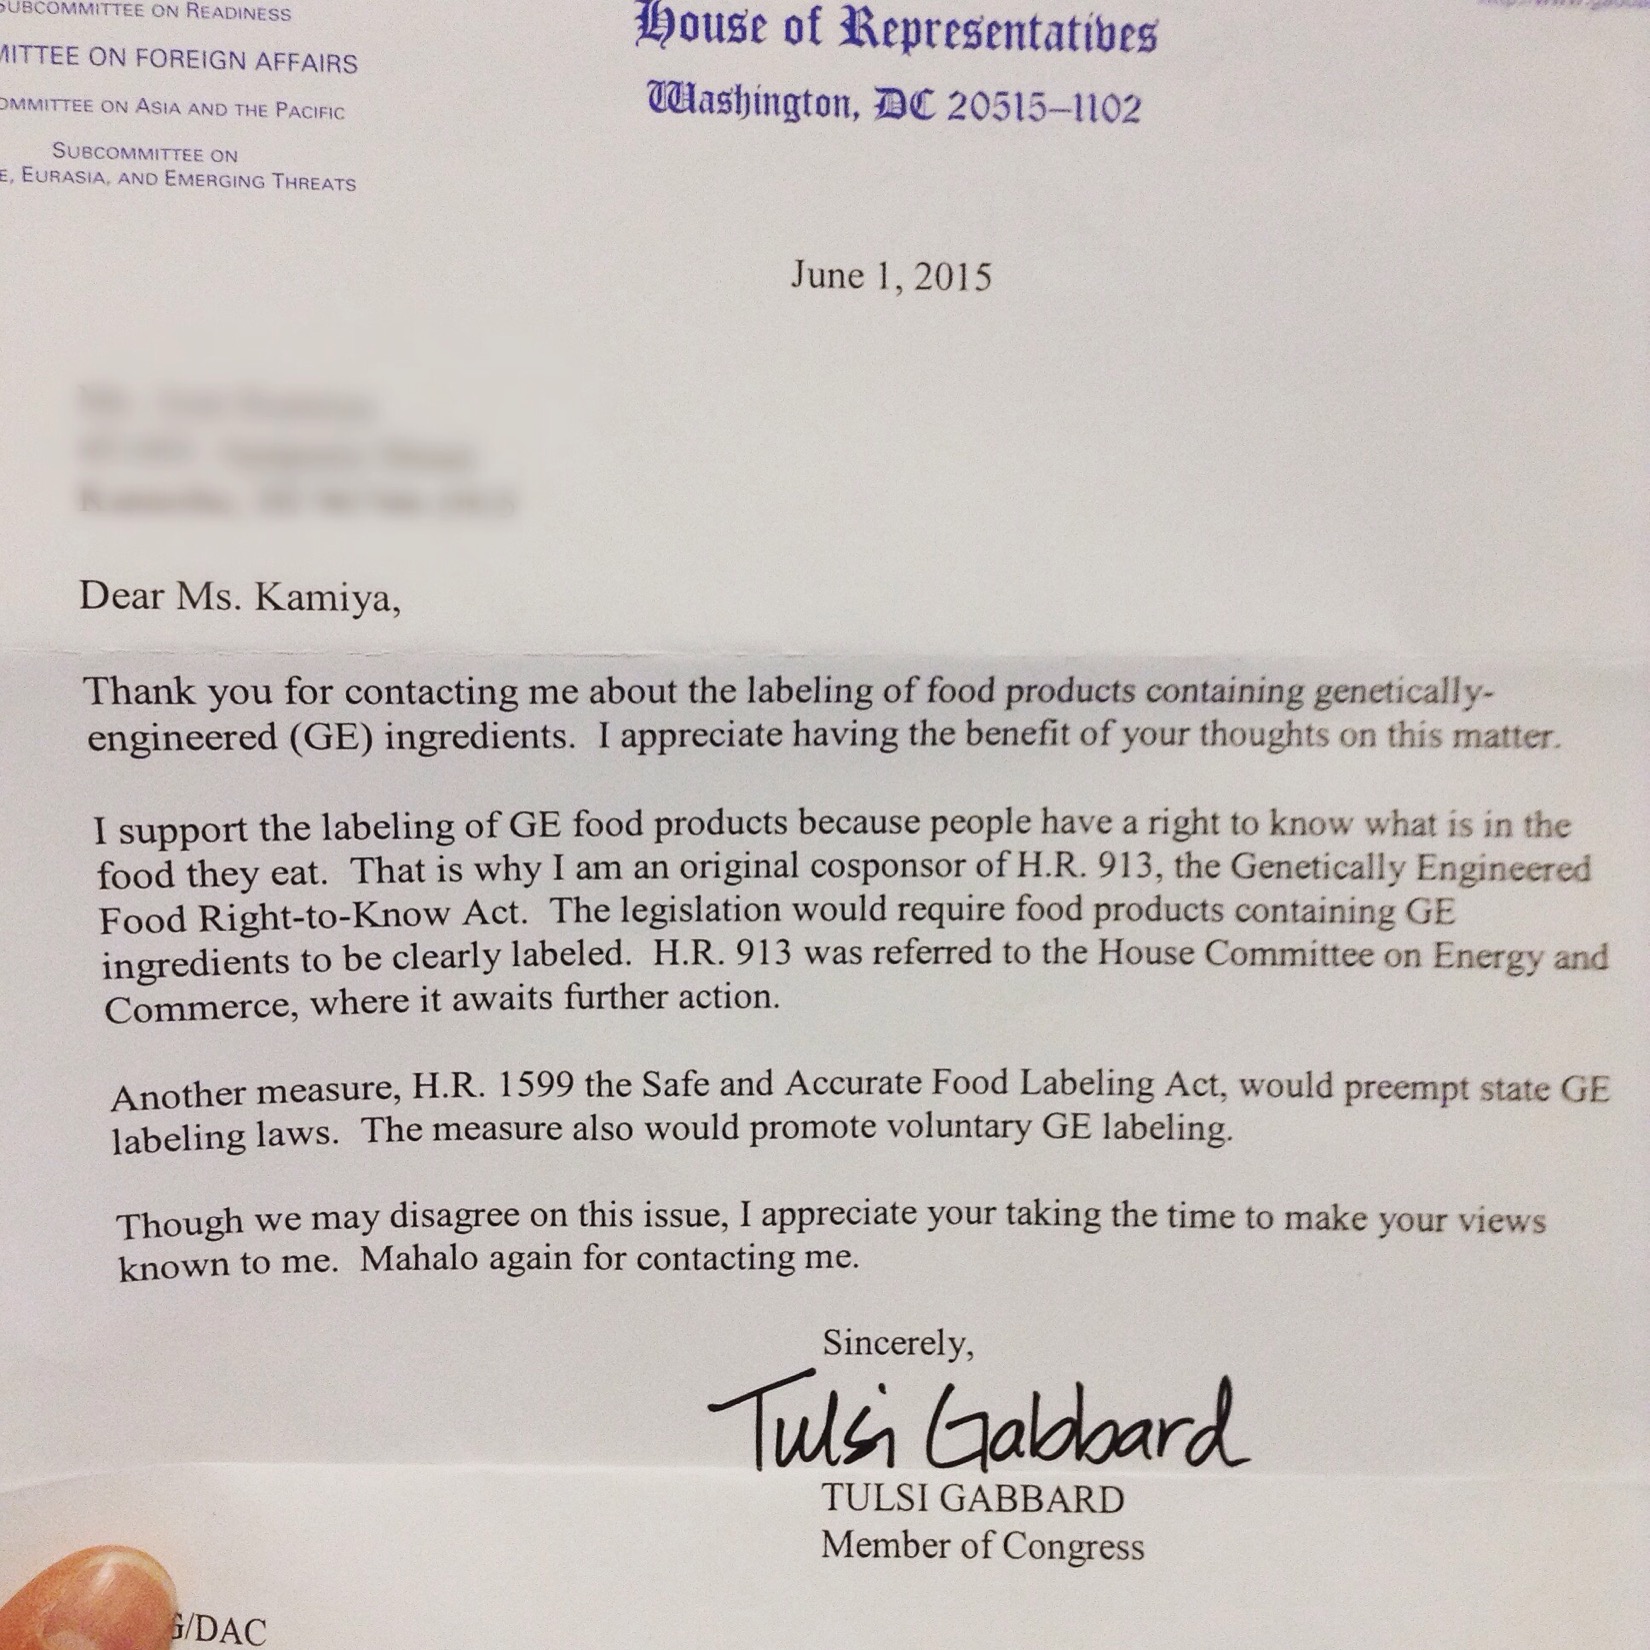 SUBCOMMITTEE ON READINESS
COMMITTEE ON FOREIGN AFFAIRS
SUBCOMMITTEE ON ASIA AND THE PACIFIC
SUBCOMMITTEE ON
EURASIA, AND EMERGING THREATS
House of Representatives
Washington, DC 20515–1102
June 1, 2015
Dear Ms. Kamiya,
Thank you for contacting me about the labeling of food products containing genetically-
engineered (GE) ingredients. I appreciate having the benefit of your thoughts on this matter.
I support the labeling of GE food products because people have a right to know what is in the
food they eat. That is why I am an original cosponsor of H.R. 913, the Genetically Engineered
Food Right-to-Know Act. The legislation would require food products containing GE
ingredients to be clearly labeled. H.R. 913 was referred to the House Committee on Energy and
Commerce, where it awaits further action.
Another measure, H.R. 1599 the Safe and Accurate Food Labeling Act, would preempt state GE
labeling laws. The measure also would promote voluntary GE labeling.
Though we may disagree on this issue, I appreciate your taking the time to make your views
known to me. Mahalo again for contacting me.
Sincerely,
Tulsi Gabbard
TULSI GABBARD
Member of Congress
G/DAC